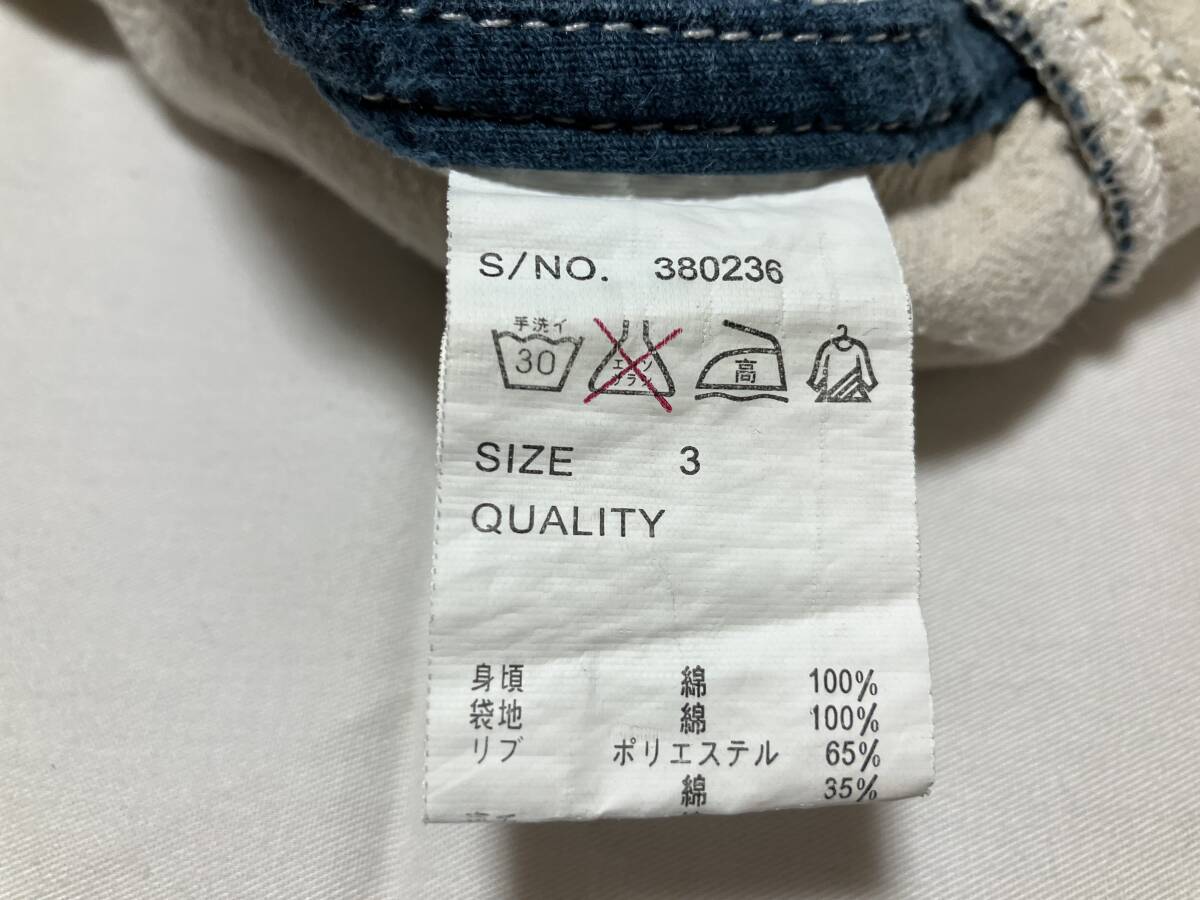 S/NO. 380236
手洗イ
30
エンソ
サラシ
高
SIZE 3
QUALITY
身頃 綿 100%
袋地 綿 100%
リブ ポリエステル 65%
綿 35%